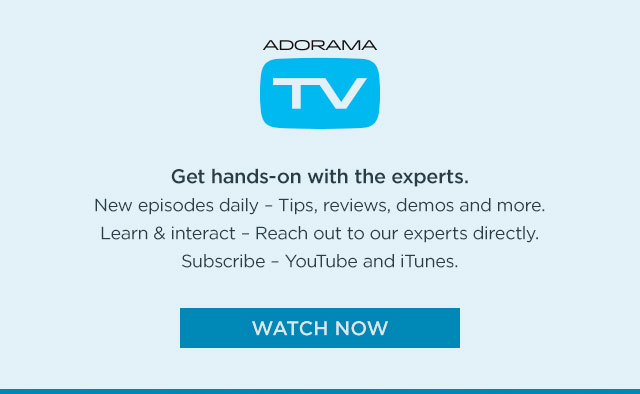 ADORAMA
TV
Get hands-on with the experts.
New episodes daily – Tips, reviews, demos and more.
Learn & interact – Reach out to our experts directly.
Subscribe – YouTube and iTunes.
WATCH NOW